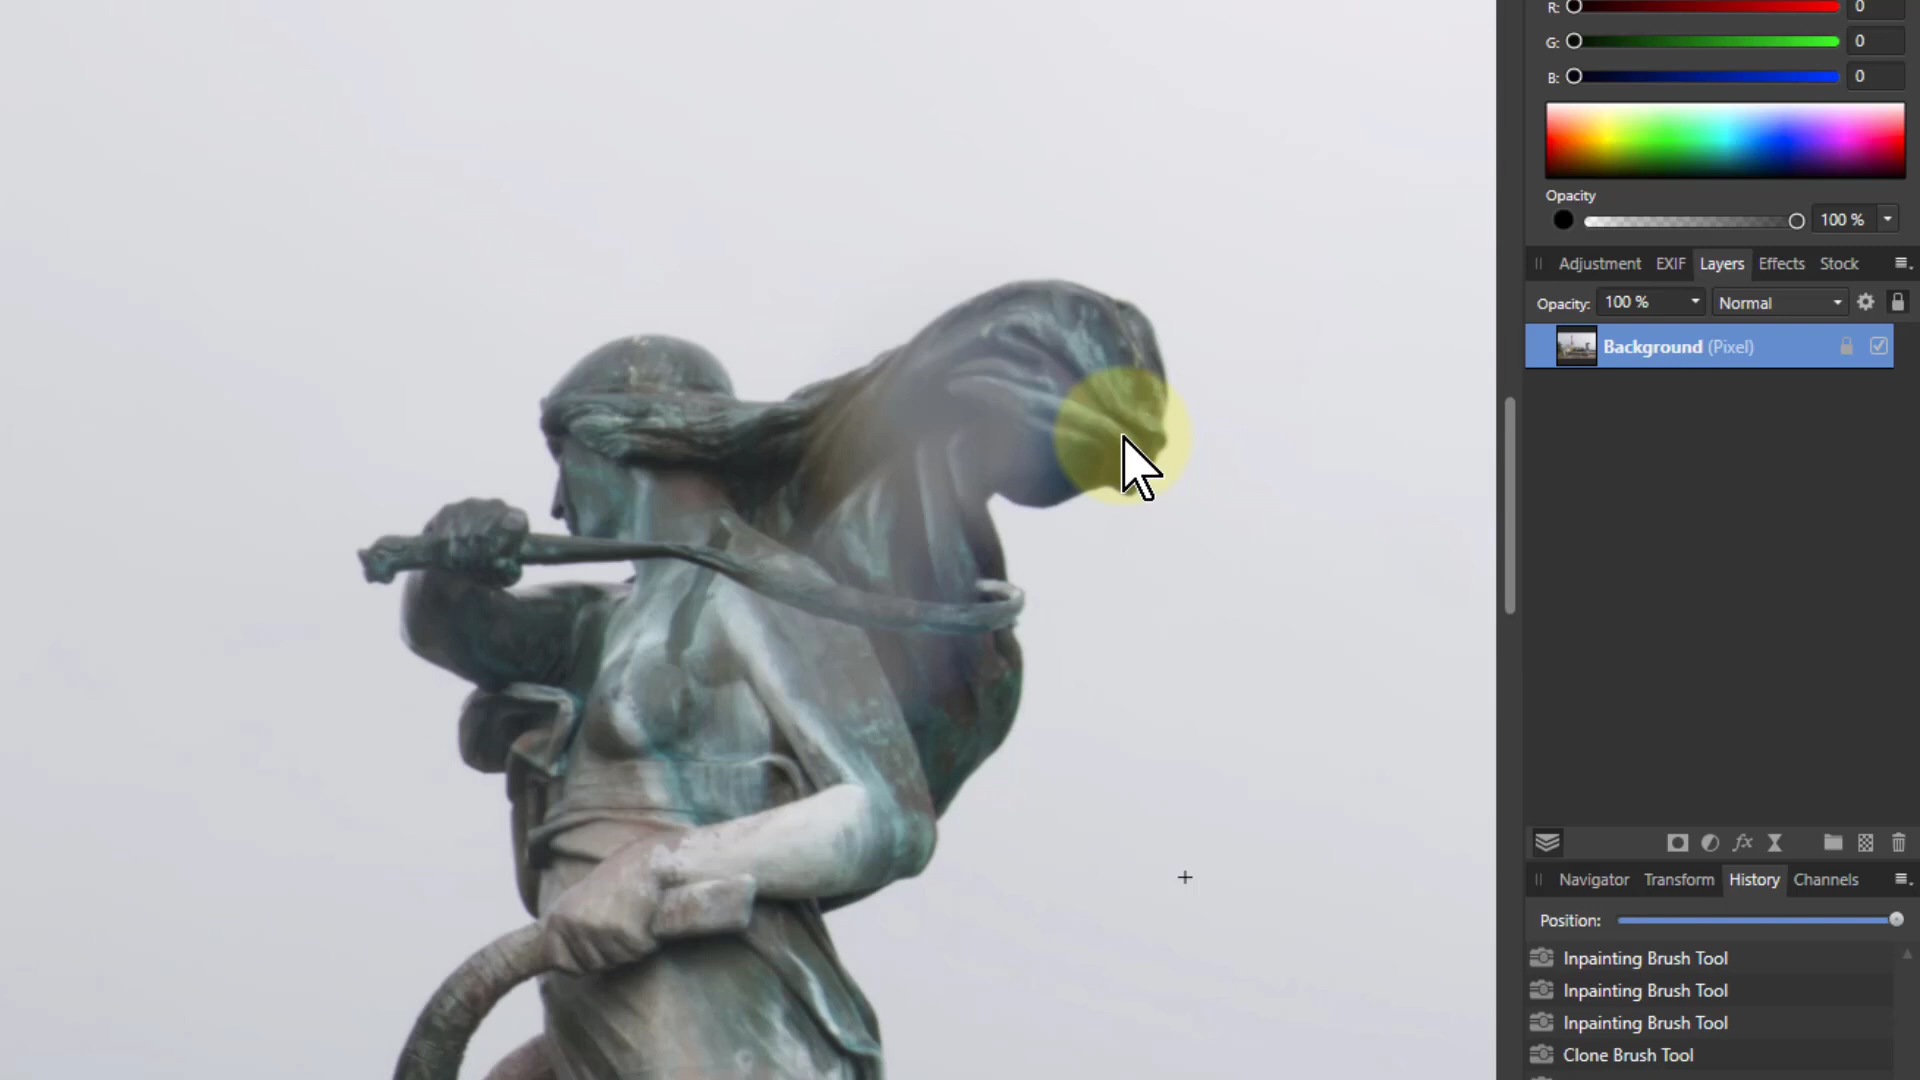 R: 0
G: 0
B: 0
Opacity
100 %
Adjustment EXIF Layers Effects Stock
Opacity: 100 % Normal
Background (Pixel)
fx
Navigator Transform History Channels
Position:
Inpainting Brush Tool
Inpainting Brush Tool
Inpainting Brush Tool
Clone Brush Tool